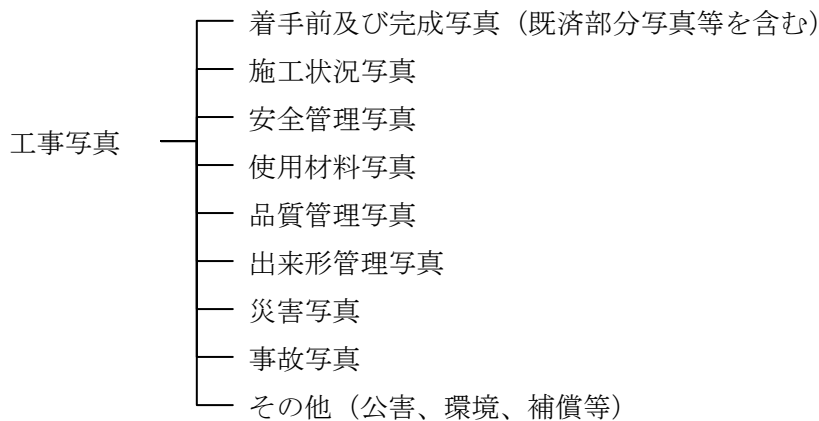 着手前及び完成写真（既済部分写真等を含む）
施工状況写真
安全管理写真
工事写真
使用材料写真
品質管理写真
出来形管理写真
災害写真
事故写真
その他（公害、環境、補償等）